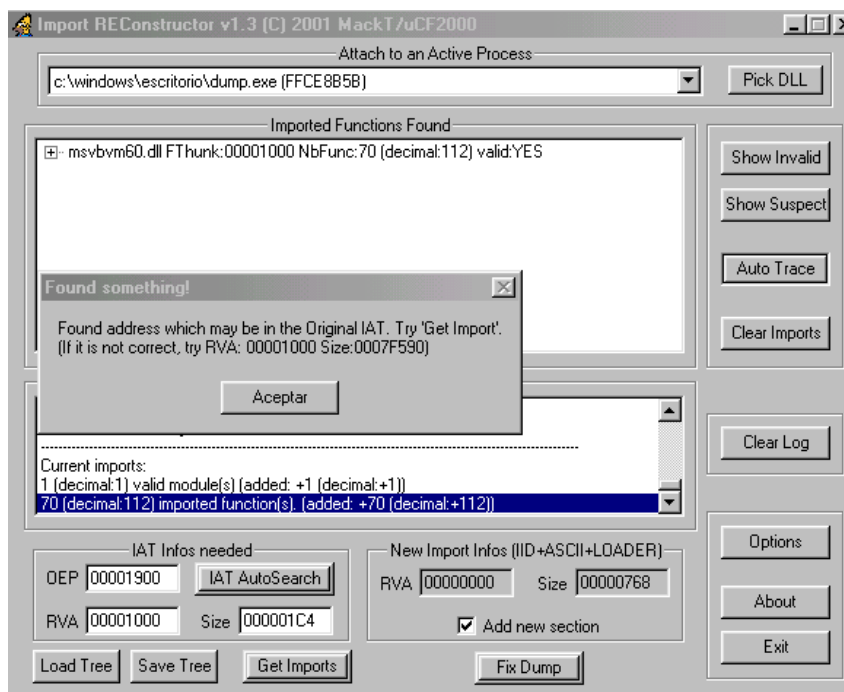 Import REConstructor v1.3 (C) 2001 MackT/uCF2000
Attach to an Active Process
c:\windows\escritorio\dump.exe (FFCE8B5B)
Pick DLL
Imported Functions Found
msvbvm60.dll FThunk:00001000 NbFunc:70 (decimal:112) valid:YES
Show Invalid
Show Suspect
Auto Trace
Clear Imports
Found something!
Found address which may be in the Original IAT. Try 'Get Import'.
(If it is not correct, try RVA: 00001000 Size:0007F590)
Aceptar
Current imports:
1 (decimal:1) valid module(s) (added: +1 (decimal:+1))
70 (decimal:112) imported function(s). (added: +70 (decimal:+112))
Clear Log
IAT Infos needed
OEP 00001900 IAT AutoSearch
RVA 00001000 Size 000001C4
New Import Infos (IID+ASCII+LOADER)
RVA 00000000 Size 00000768
Add new section
Options
About
Exit
Load Tree Save Tree Get Imports Fix Dump